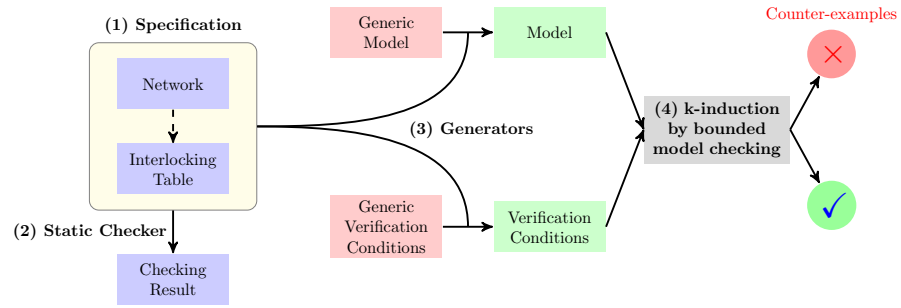 (1) Specification
Network
Interlocking
Table
(2) Static Checker
Checking
Result
Generic
Model
Model
(3) Generators
Generic
Verification
Conditions
Verification
Conditions
(4) k-induction
by bounded
model checking
Counter-examples